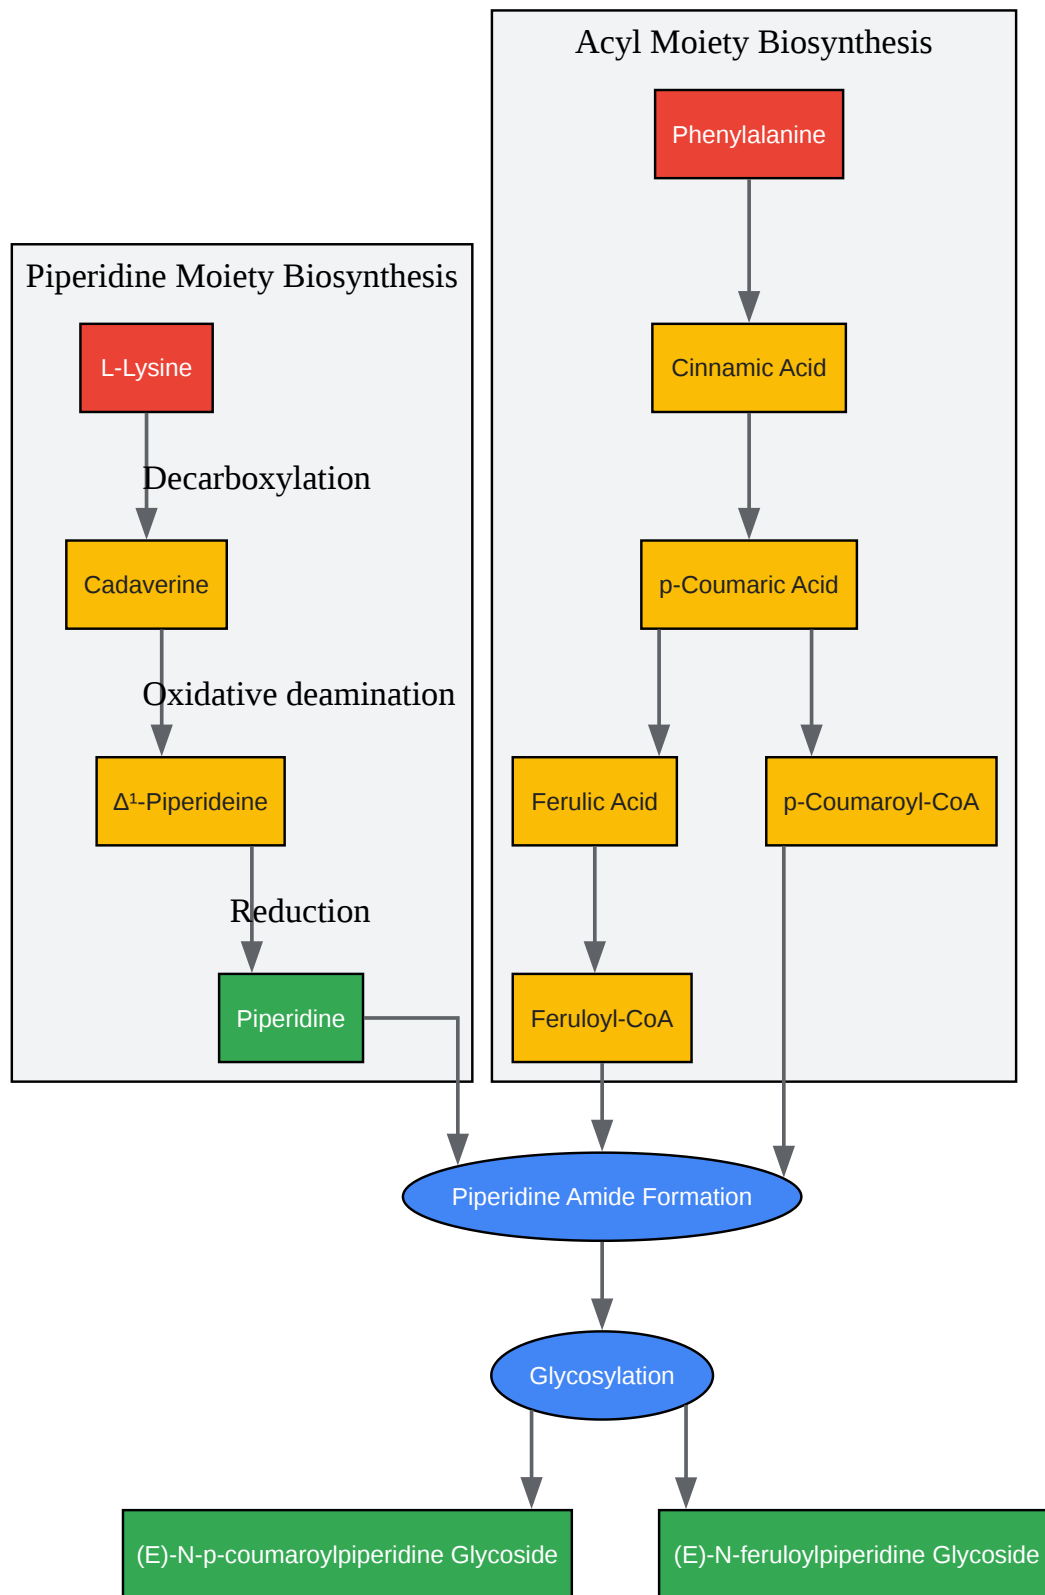 Acyl Moiety Biosynthesis
Phenylalanine
Piperidine Moiety Biosynthesis
L-Lysine
Cinnamic Acid
Decarboxylation
Cadaverine
p-Coumaric Acid
Oxidative deamination
Δ¹-Piperideine
Ferulic Acid
p-Coumaroyl-CoA
Reduction
Piperidine
Feruloyl-CoA
Piperidine Amide Formation
Glycosylation
(E)-N-p-coumaroylpiperidine Glycoside
(E)-N-feruloylpiperidine Glycoside